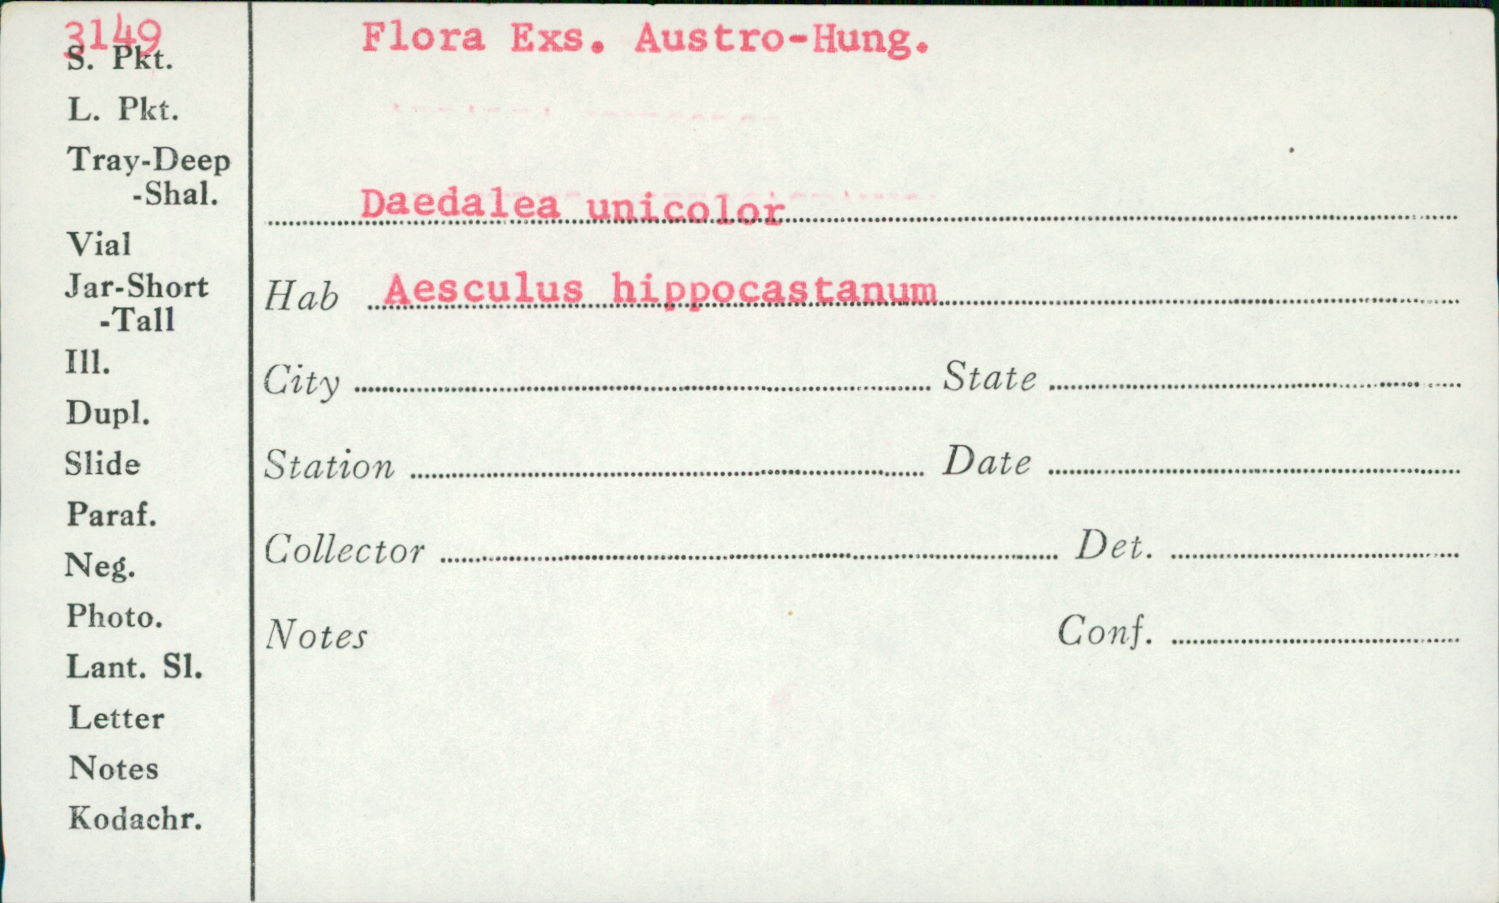 3149
S. Pkt.
L. Pkt.
Tray-Deep
-Shal.
Vial
Jar-Short
-Tall
Ill.
Dupl.
Slide
Paraf.
Neg.
Photo.
Lant. Sl.
Letter
Notes
Kodachr.
Flora Exs. Austro-Hung.
Daedalea unicolor
Hab Aesculus hippocastanum
City State
Station Date
Collector Det.
Notes Conf.